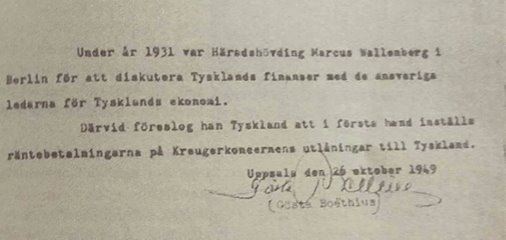 Under år 1931 var Häradshövding Marcus Wallenberg i
Berlin för att diskutera Tysklands finanser med de ansvariga
ledarna för Tysklands ekonomi.
Därvid föreslog han Tyskland att i första hand inställa
räntebetalningarna på Kreugerkoncernens utlåningar till Tyskland.
Uppsala den 26 oktober 1949
Gösta
(Gösta Boëthius)